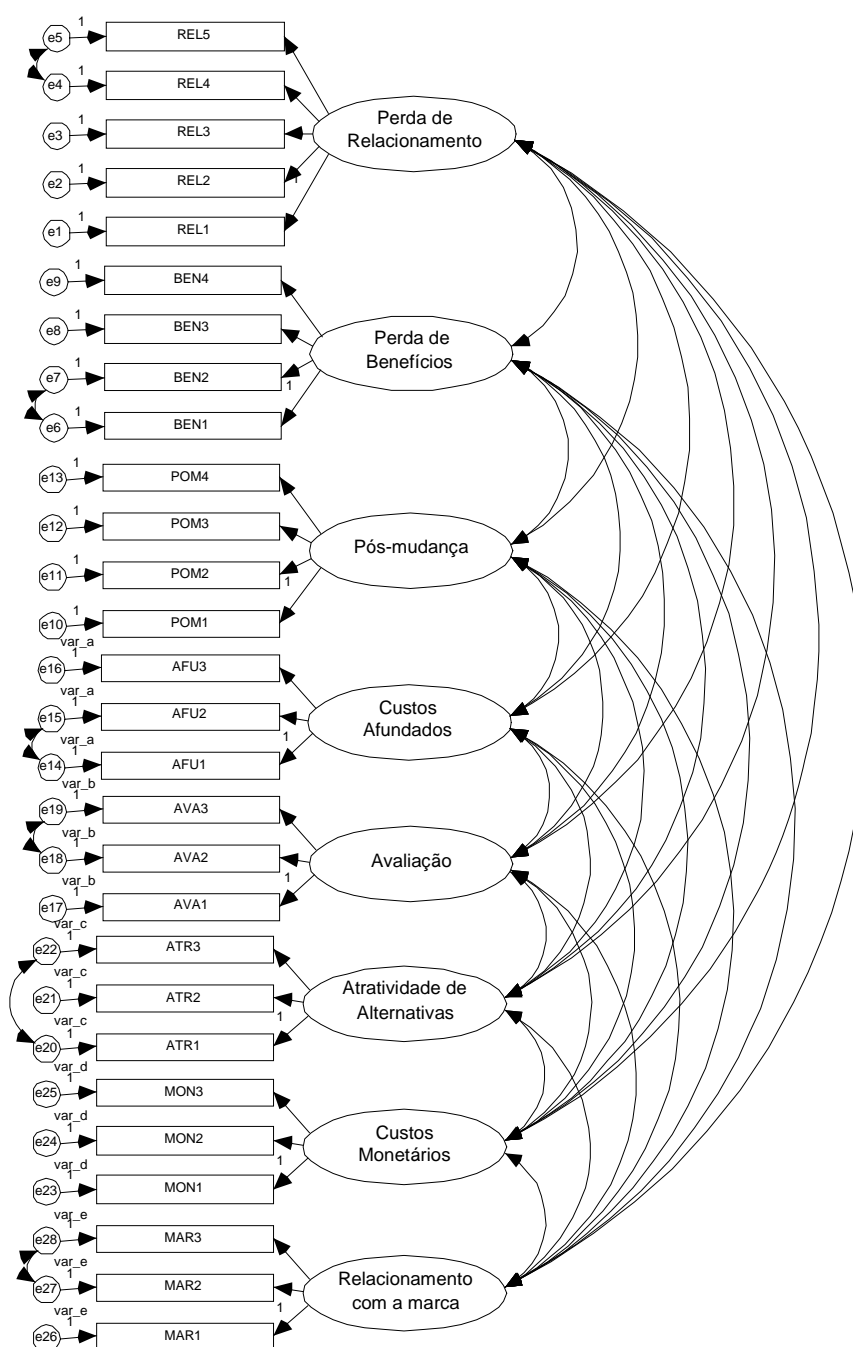 1
e5
REL5
1
e4
REL4
1
e3
REL3
1
e2
REL2
1
e1
REL1
1
Perda de
Relacionamento
1
e9
BEN4
1
e8
BEN3
1
e7
BEN2
1
e6
BEN1
1
Perda de
Benefícios
1
e13
POM4
1
e12
POM3
1
e11
POM2
1
e10
POM1
1
Pós-mudança
var_a
1
e16
AFU3
var_a
1
e15
AFU2
var_a
1
e14
AFU1
1
Custos
Afundados
var_b
1
e19
AVA3
var_b
1
e18
AVA2
var_b
1
e17
AVA1
1
Avaliação
var_c
1
e22
ATR3
var_c
1
e21
ATR2
var_c
1
e20
ATR1
1
Atratividade de
Alternativas
var_d
1
e25
MON3
var_d
1
e24
MON2
var_d
1
e23
MON1
1
Custos
Monetários
var_e
1
e28
MAR3
var_e
1
e27
MAR2
var_e
1
e26
MAR1
1
Relacionamento
com a marca